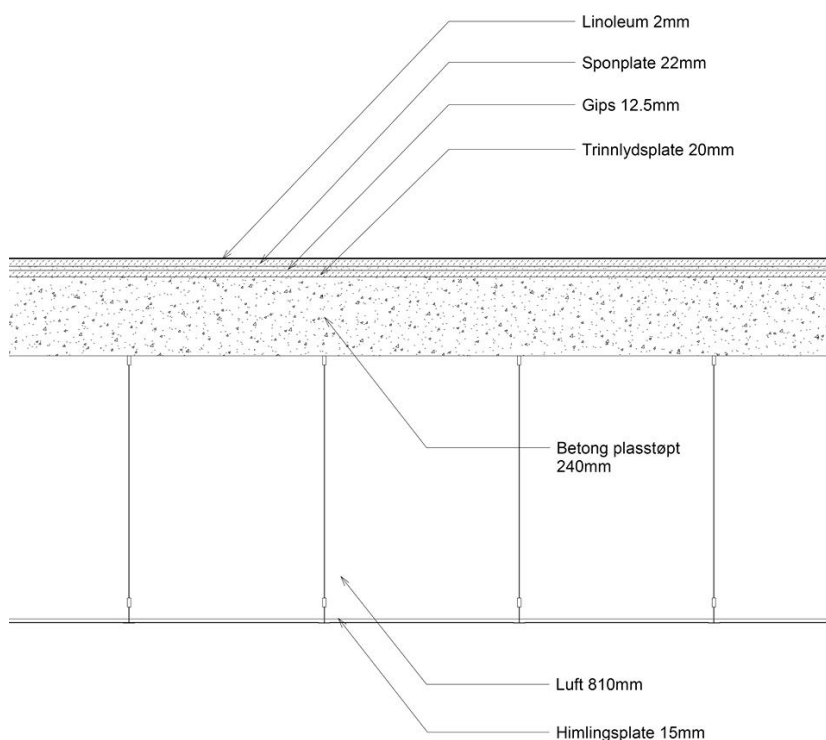 Linoleum 2mm
Sponplate 22mm
Gips 12.5mm
Trinnlydsplate 20mm
Betong plasstøpt
240mm
Luft 810mm
Himlingsplate 15mm